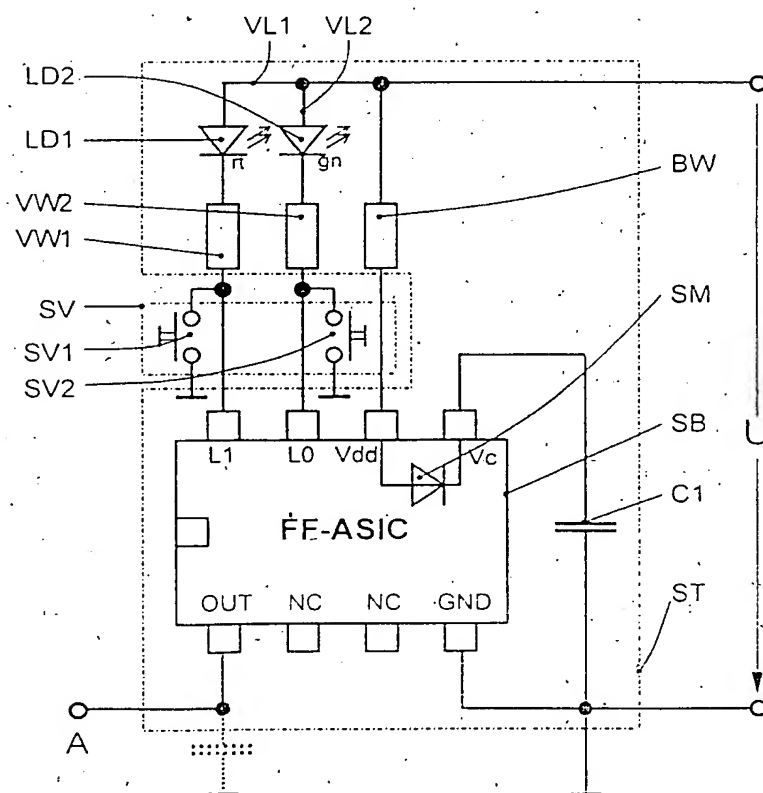 VL1 VL2
LD2
LD1
rt gn
BW
VW2
VW1
SV
SM
SV1
SV2
L1 L0 Vdd Vc
SB
U
C1
FF-ASIC
OUT NC NC GND
ST
A